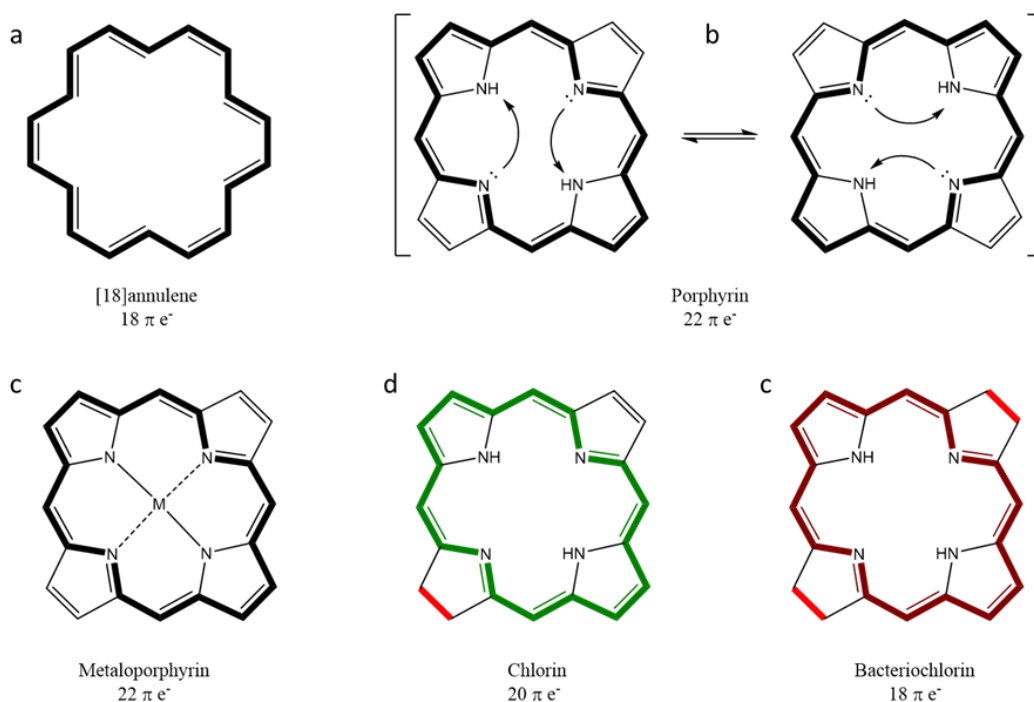 a
b
NH
N
:
N
HN
N
HN
NH
N
[18]annulene
18 π e⁻
Porphyrin
22 π e⁻
c
d
c
N
N
M
N
N
NH
N
N
HN
NH
N
N
HN
Metaloporphyrin
22 π e⁻
Chlorin
20 π e⁻
Bacteriochlorin
18 π e⁻